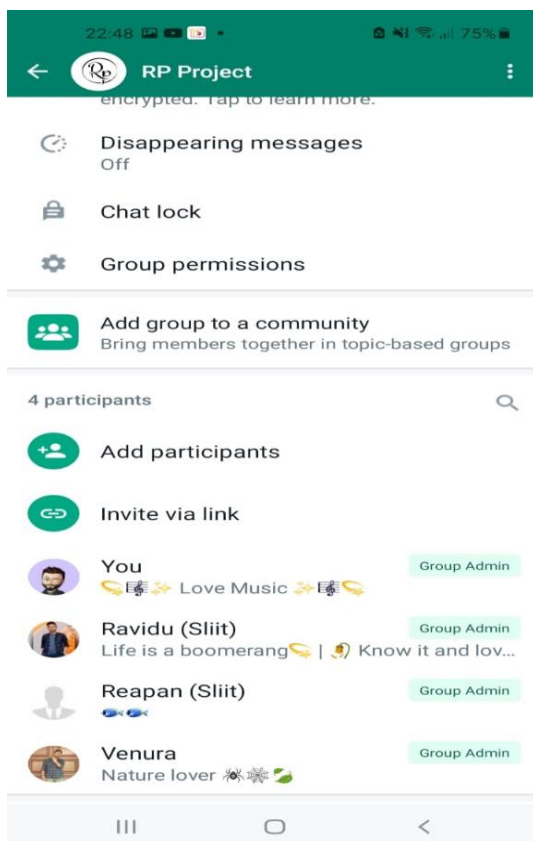 22:48 75%
Rp RP Project
encrypted. Tap to learn more.
Disappearing messages
Off
Chat lock
Group permissions
Add group to a community
Bring members together in topic-based groups
4 participants
Add participants
Invite via link
You Group Admin
💫🎼✨ Love Music ✨🎼💫
Ravidu (Sliit) Group Admin
Life is a boomerang💫 | Know it and lov...
Reapan (Sliit) Group Admin
🐟🐟
Venura Group Admin
Nature lover 🕷🕸🍃